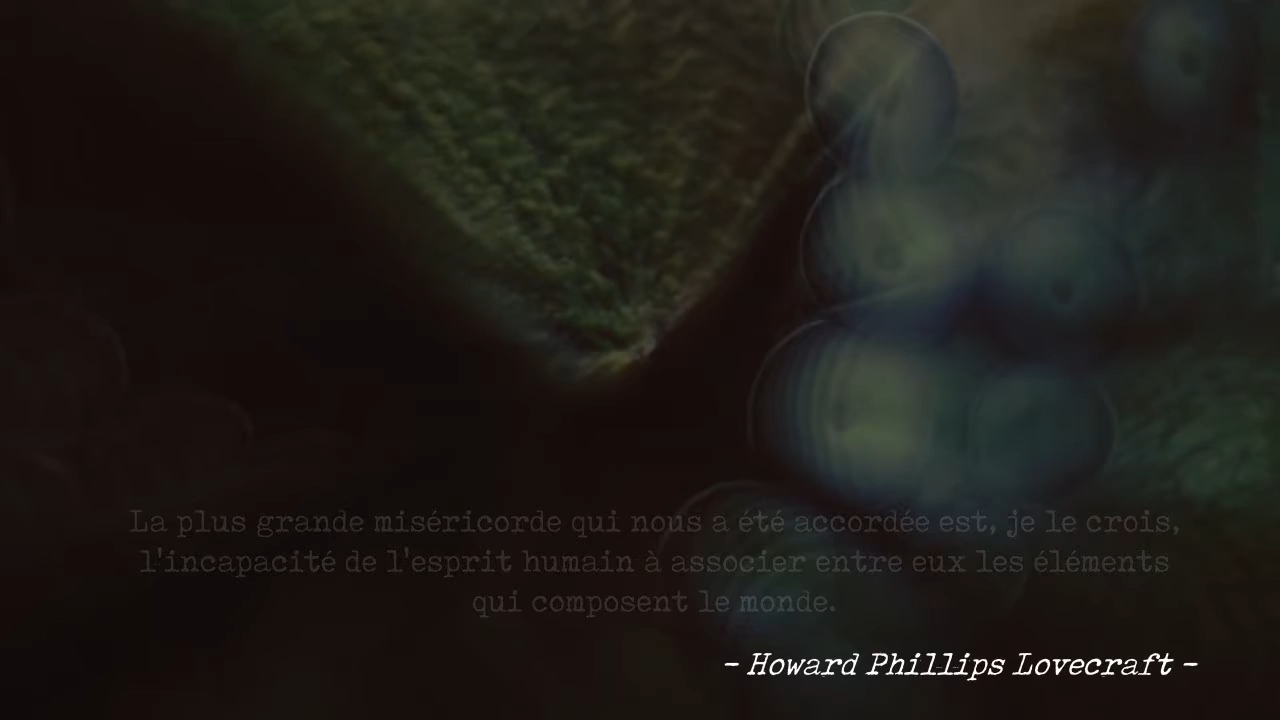 La plus grande miséricorde qui nous a été accordée est, je le crois,
l'incapacité de l'esprit humain à associer entre eux les éléments
qui composent le monde.
- Howard Phillips Lovecraft -